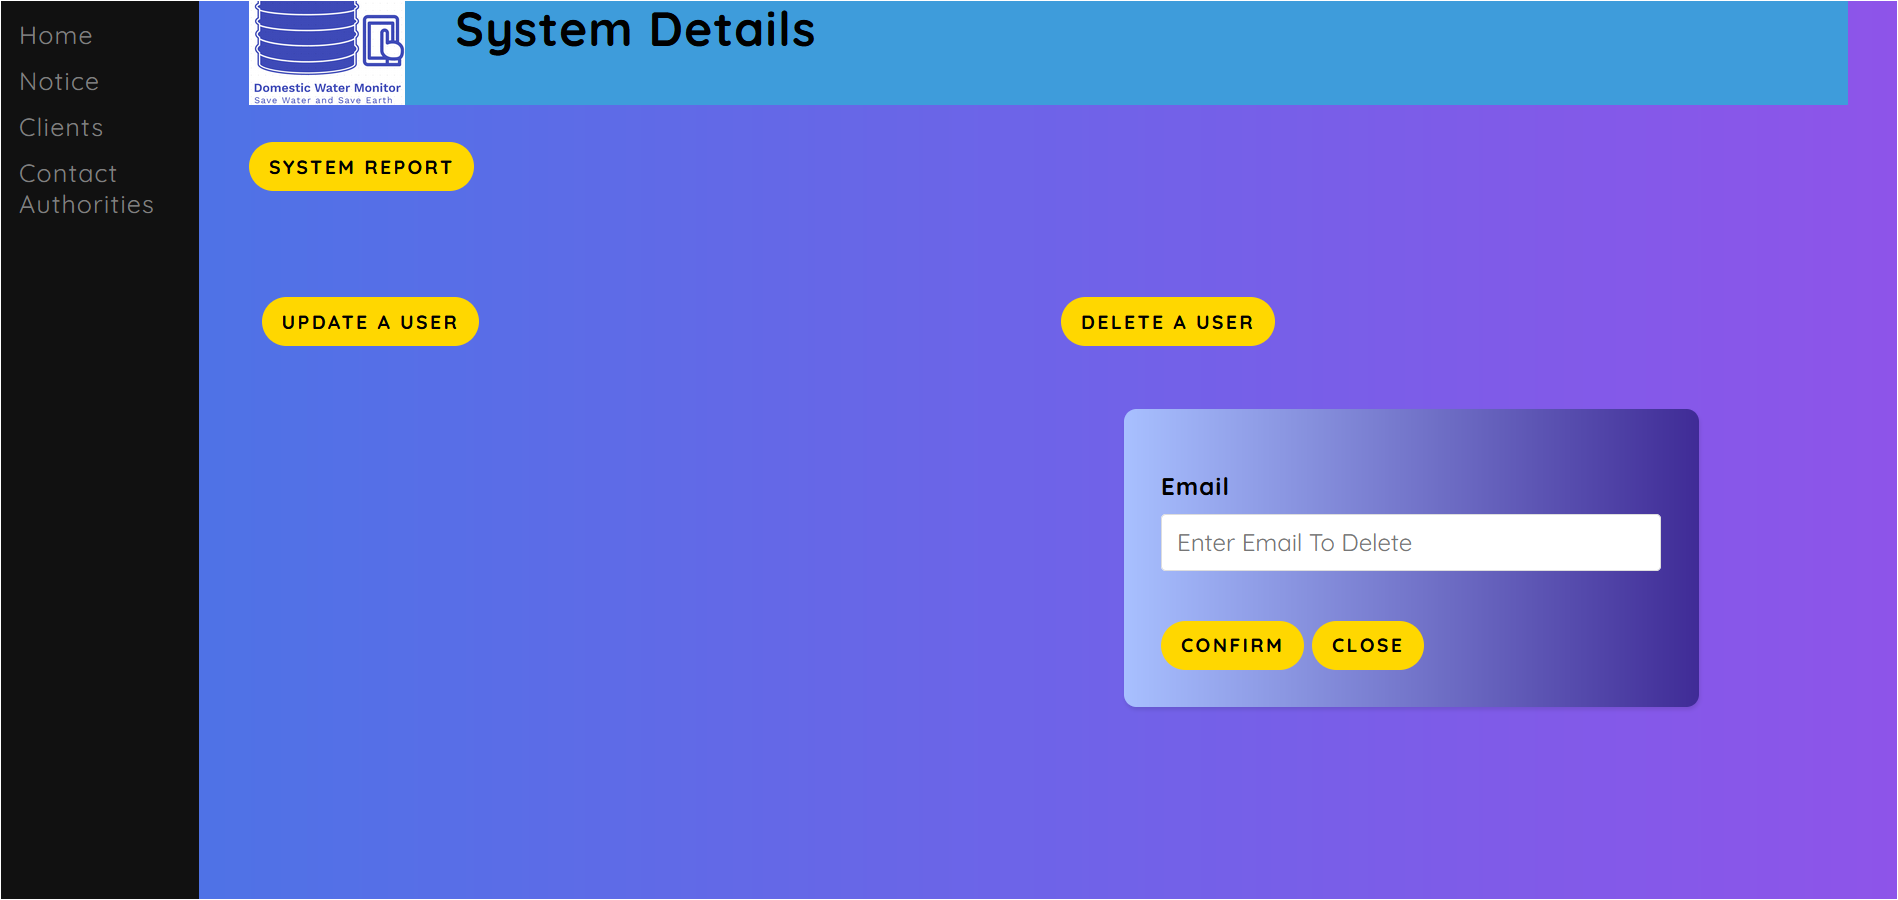 Home
Notice
Clients
Contact
Authorities
System Details
Domestic Water Monitor
Save Water and Save Earth
SYSTEM REPORT
UPDATE A USER
DELETE A USER
Email
Enter Email To Delete
CONFIRM CLOSE